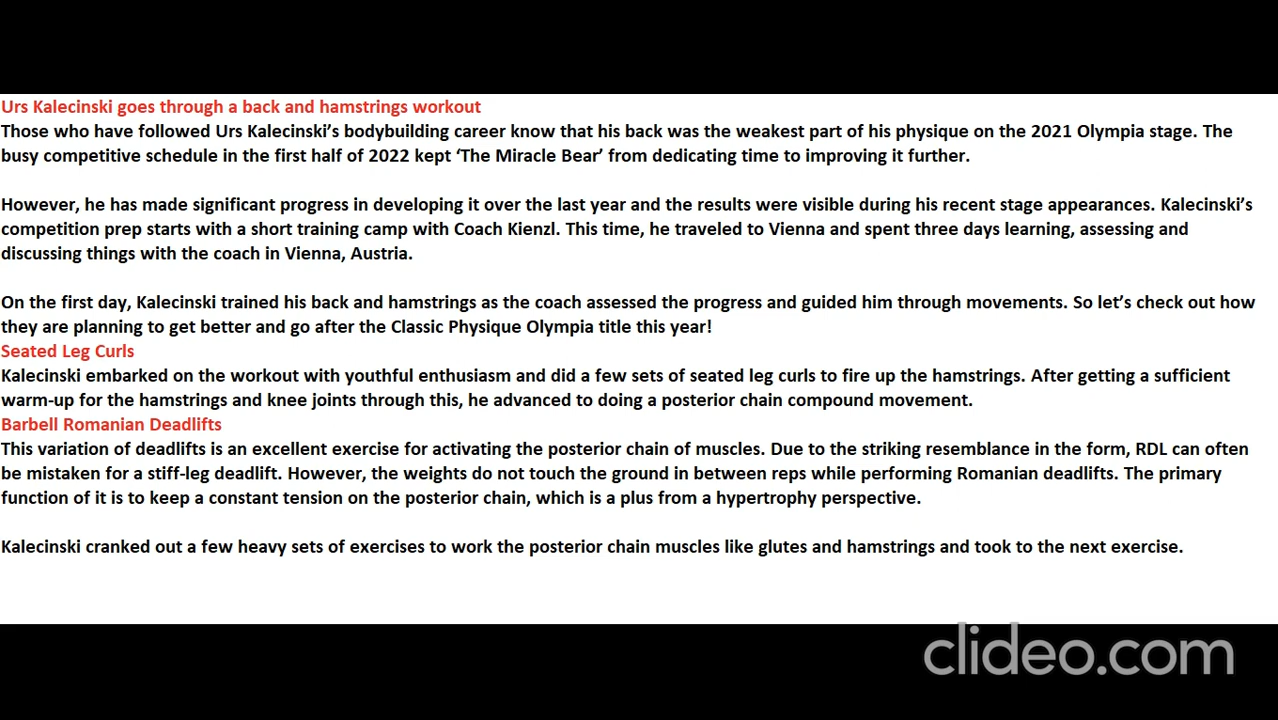 Urs Kalecinski goes through a back and hamstrings workout
Those who have followed Urs Kalecinski’s bodybuilding career know that his back was the weakest part of his physique on the 2021 Olympia stage. The
busy competitive schedule in the first half of 2022 kept ‘The Miracle Bear’ from dedicating time to improving it further.
However, he has made significant progress in developing it over the last year and the results were visible during his recent stage appearances. Kalecinski’s
competition prep starts with a short training camp with Coach Kienzl. This time, he traveled to Vienna and spent three days learning, assessing and
discussing things with the coach in Vienna, Austria.
On the first day, Kalecinski trained his back and hamstrings as the coach assessed the progress and guided him through movements. So let’s check out how
they are planning to get better and go after the Classic Physique Olympia title this year!
Seated Leg Curls
Kalecinski embarked on the workout with youthful enthusiasm and did a few sets of seated leg curls to fire up the hamstrings. After getting a sufficient
warm-up for the hamstrings and knee joints through this, he advanced to doing a posterior chain compound movement.
Barbell Romanian Deadlifts
This variation of deadlifts is an excellent exercise for activating the posterior chain of muscles. Due to the striking resemblance in the form, RDL can often
be mistaken for a stiff-leg deadlift. However, the weights do not touch the ground in between reps while performing Romanian deadlifts. The primary
function of it is to keep a constant tension on the posterior chain, which is a plus from a hypertrophy perspective.
Kalecinski cranked out a few heavy sets of exercises to work the posterior chain muscles like glutes and hamstrings and took to the next exercise.
clideo.com